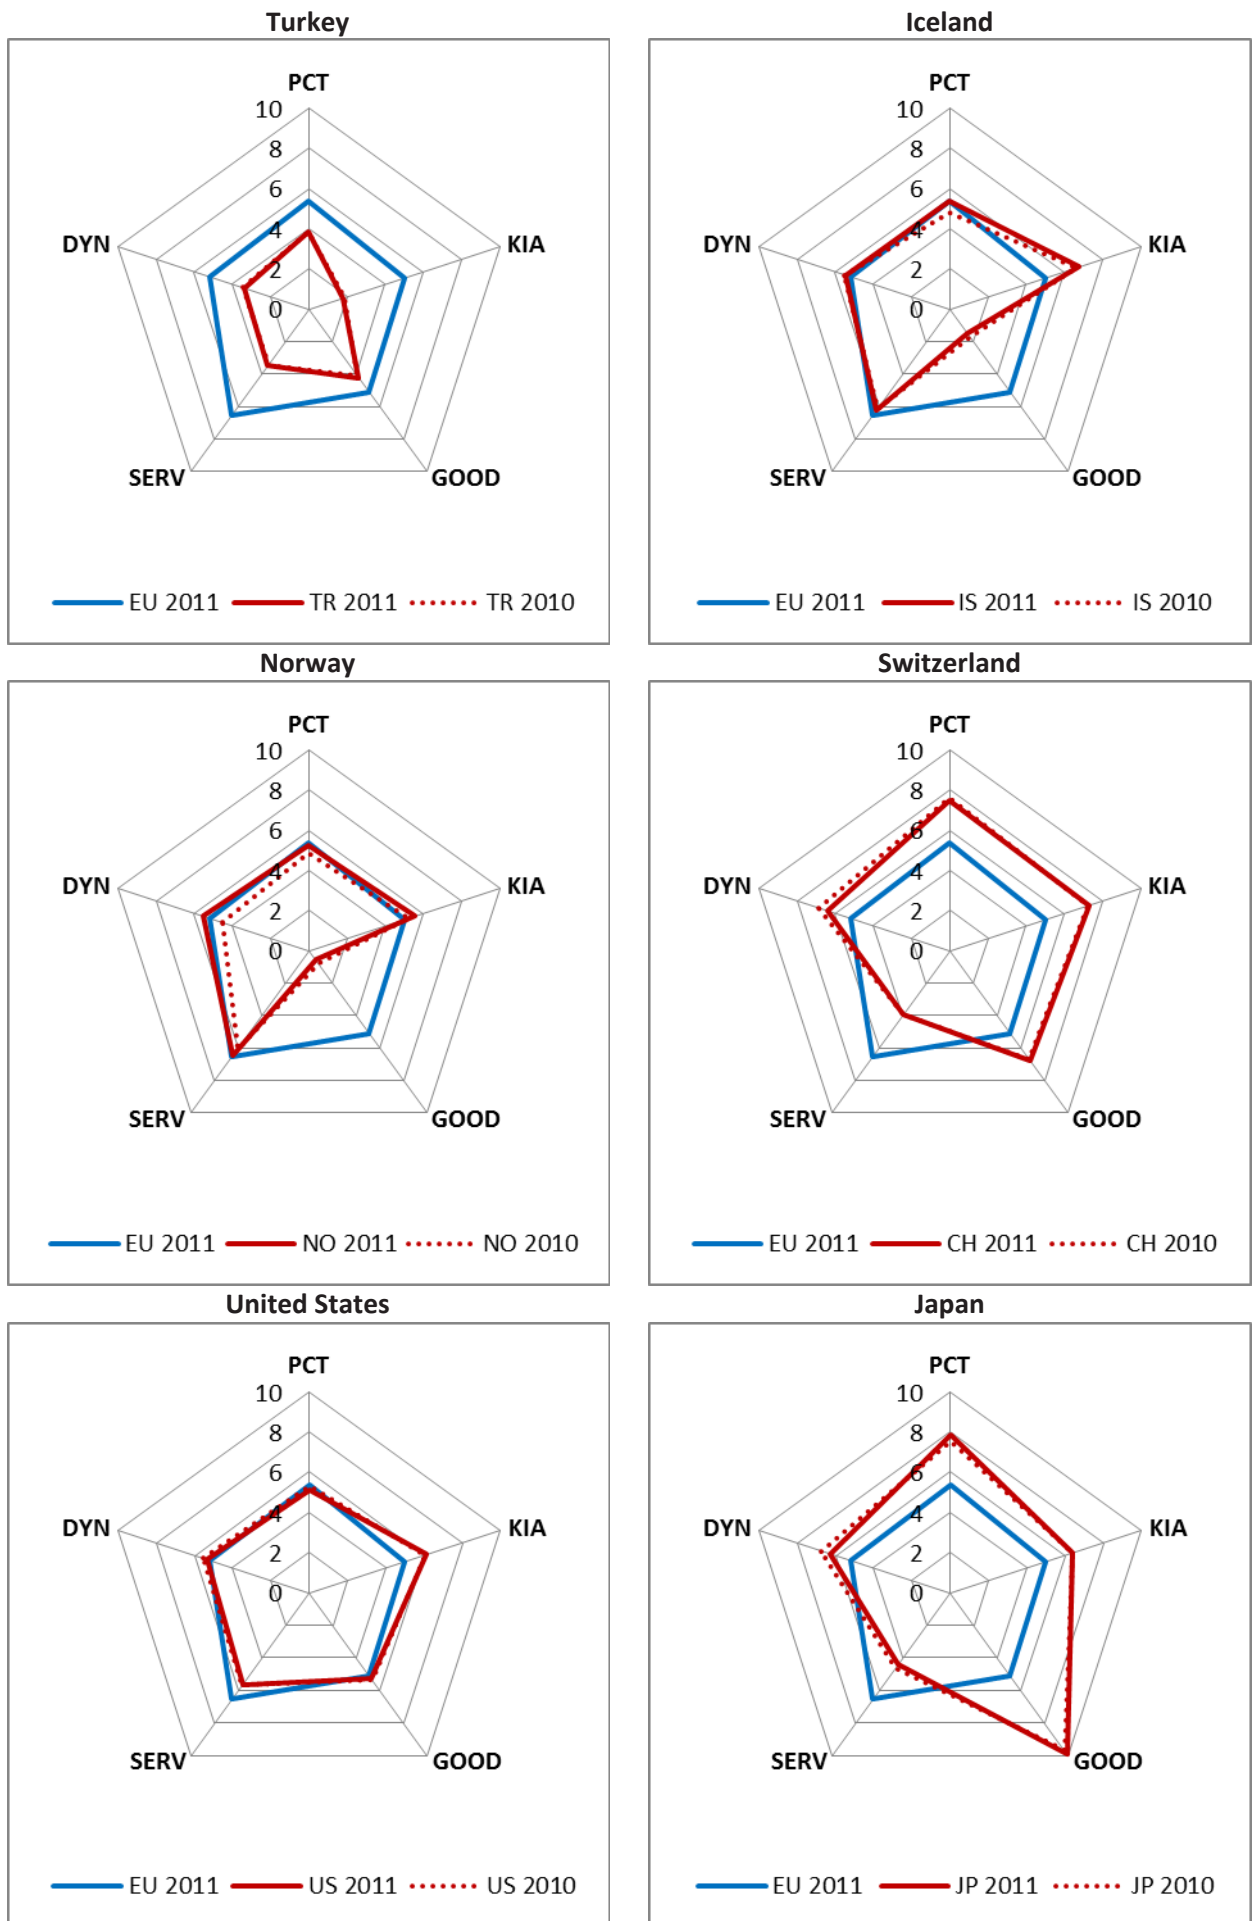 Turkey
PCT
10
8
6
4
2
0
DYN
KIA
SERV
GOOD
EU 2011 TR 2011 TR 2010
Iceland
PCT
10
8
6
4
2
0
DYN
KIA
SERV
GOOD
EU 2011 IS 2011 IS 2010
Norway
PCT
10
8
6
4
2
0
DYN
KIA
SERV
GOOD
EU 2011 NO 2011 NO 2010
Switzerland
PCT
10
8
6
4
2
0
DYN
KIA
SERV
GOOD
EU 2011 CH 2011 CH 2010
United States
PCT
10
8
6
4
2
0
DYN
KIA
SERV
GOOD
EU 2011 US 2011 US 2010
Japan
PCT
10
8
6
4
2
0
DYN
KIA
SERV
GOOD
EU 2011 JP 2011 JP 2010